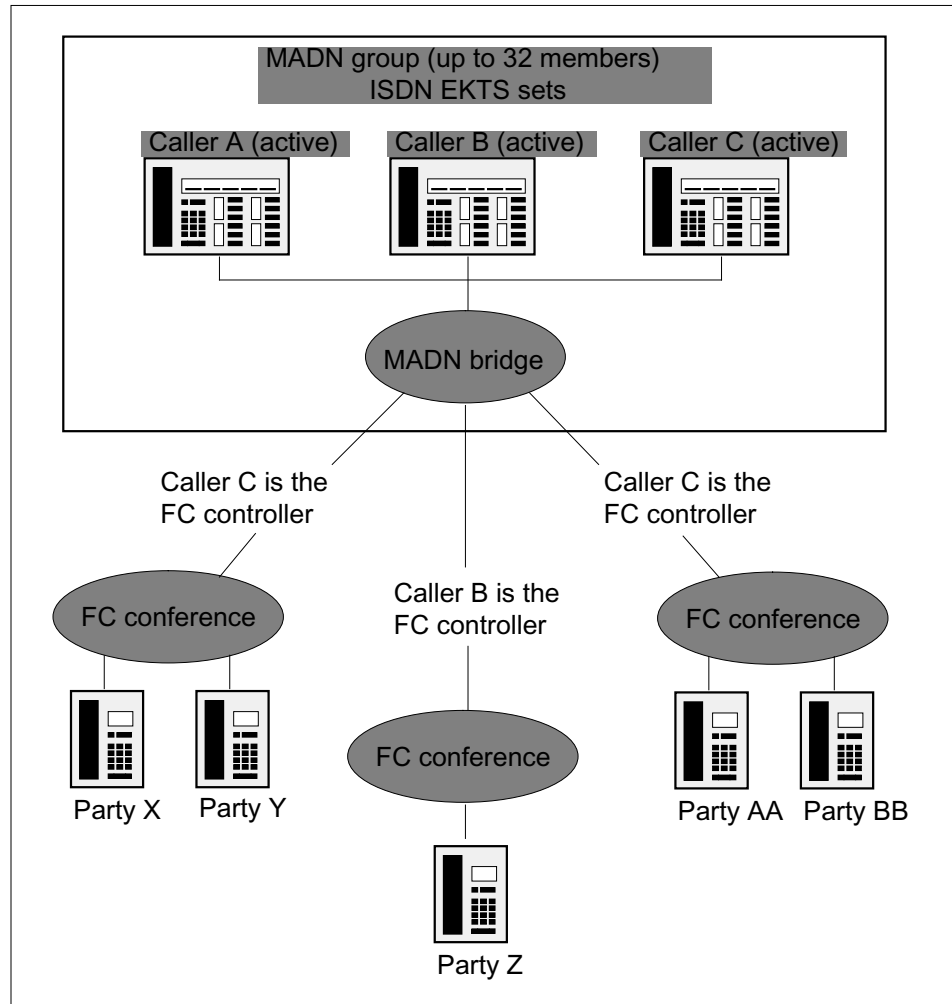 MADN group (up to 32 members)
ISDN EKTS sets
Caller A (active)
Caller B (active)
Caller C (active)
MADN bridge
Caller C is the
FC controller
Caller C is the
FC controller
Caller B is the
FC controller
FC conference
FC conference
FC conference
Party X
Party Y
Party AA
Party BB
Party Z